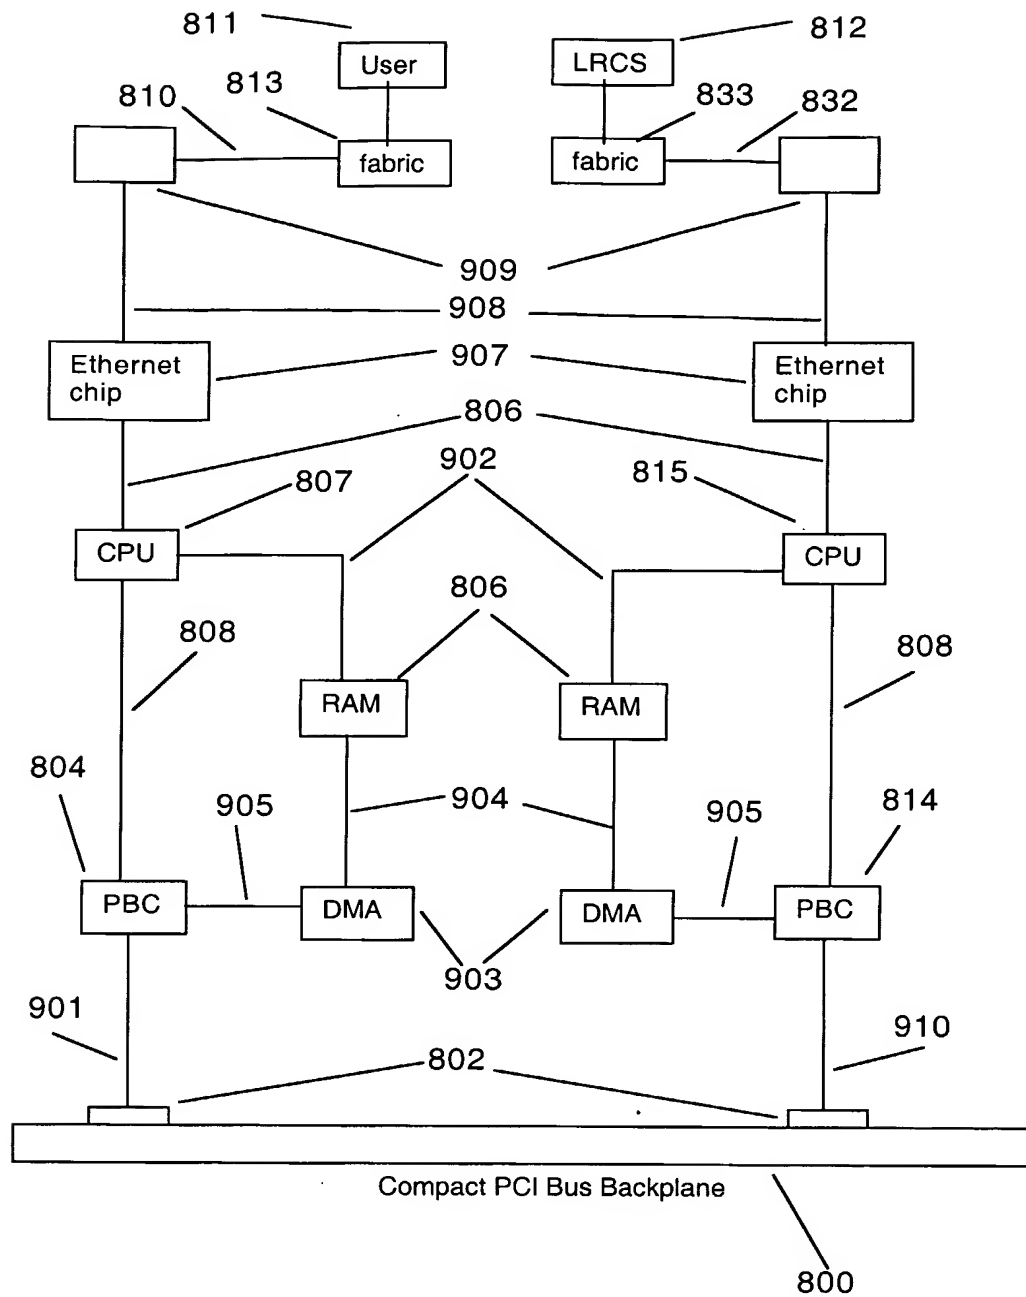 811
812
User
LRCS
810
813
833
832
fabric
fabric
909
908
Ethernet
chip
907
Ethernet
chip
806
902
807
815
CPU
CPU
806
808
808
RAM
RAM
804
905
904
905
814
PBC
DMA
DMA
PBC
903
901
802
910
Compact PCI Bus Backplane
800